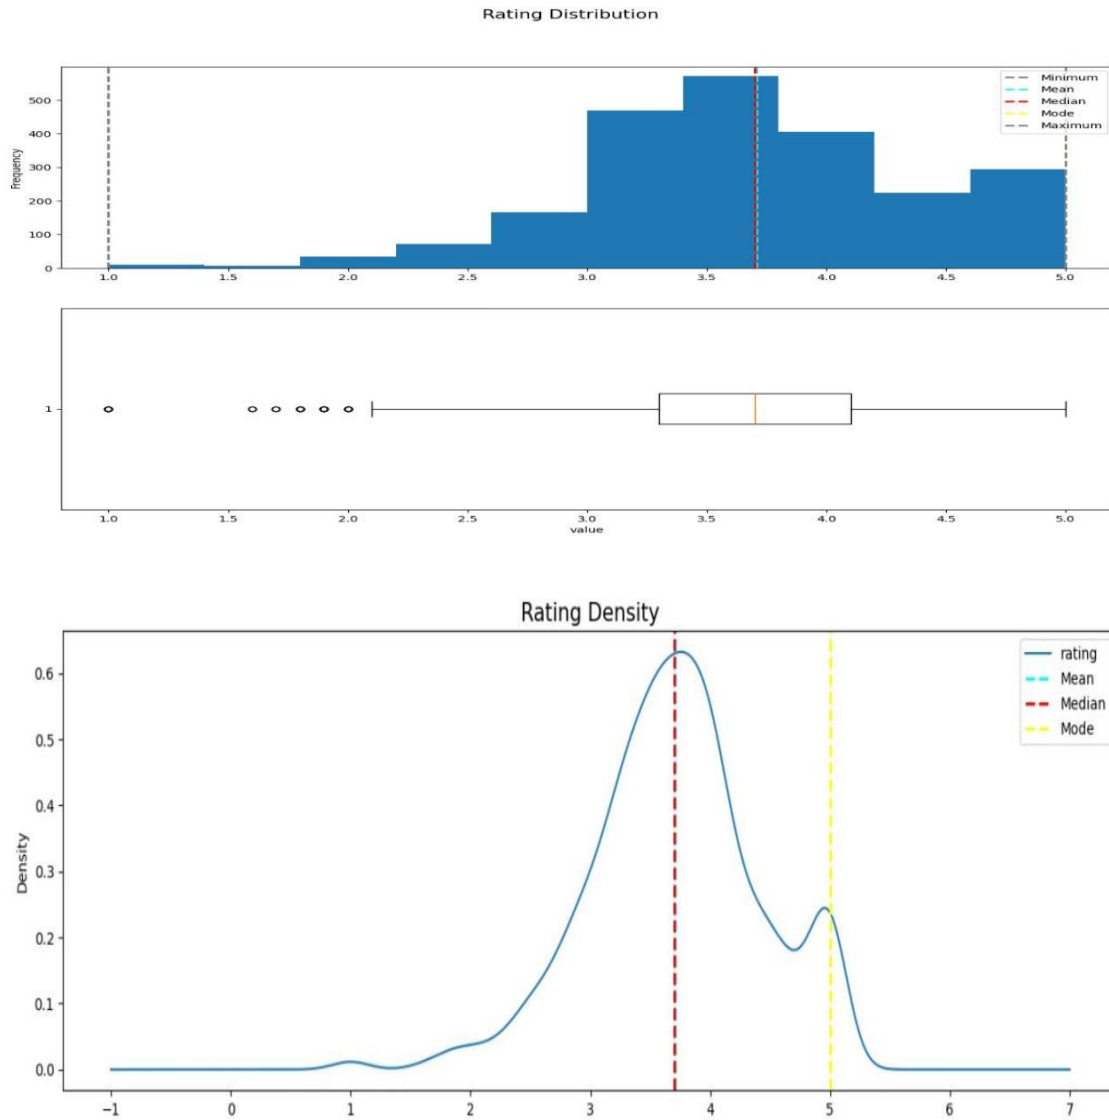 Rating Distribution
Minimum
Mean
Median
Mode
Maximum
Frequency
500
400
300
200
100
0
1.0 1.5 2.0 2.5 3.0 3.5 4.0 4.5 5.0
1
1.0 1.5 2.0 2.5 3.0 3.5 4.0 4.5 5.0
value
Rating Density
rating
Mean
Median
Mode
Density
0.6
0.5
0.4
0.3
0.2
0.1
0.0
−1 0 1 2 3 4 5 6 7